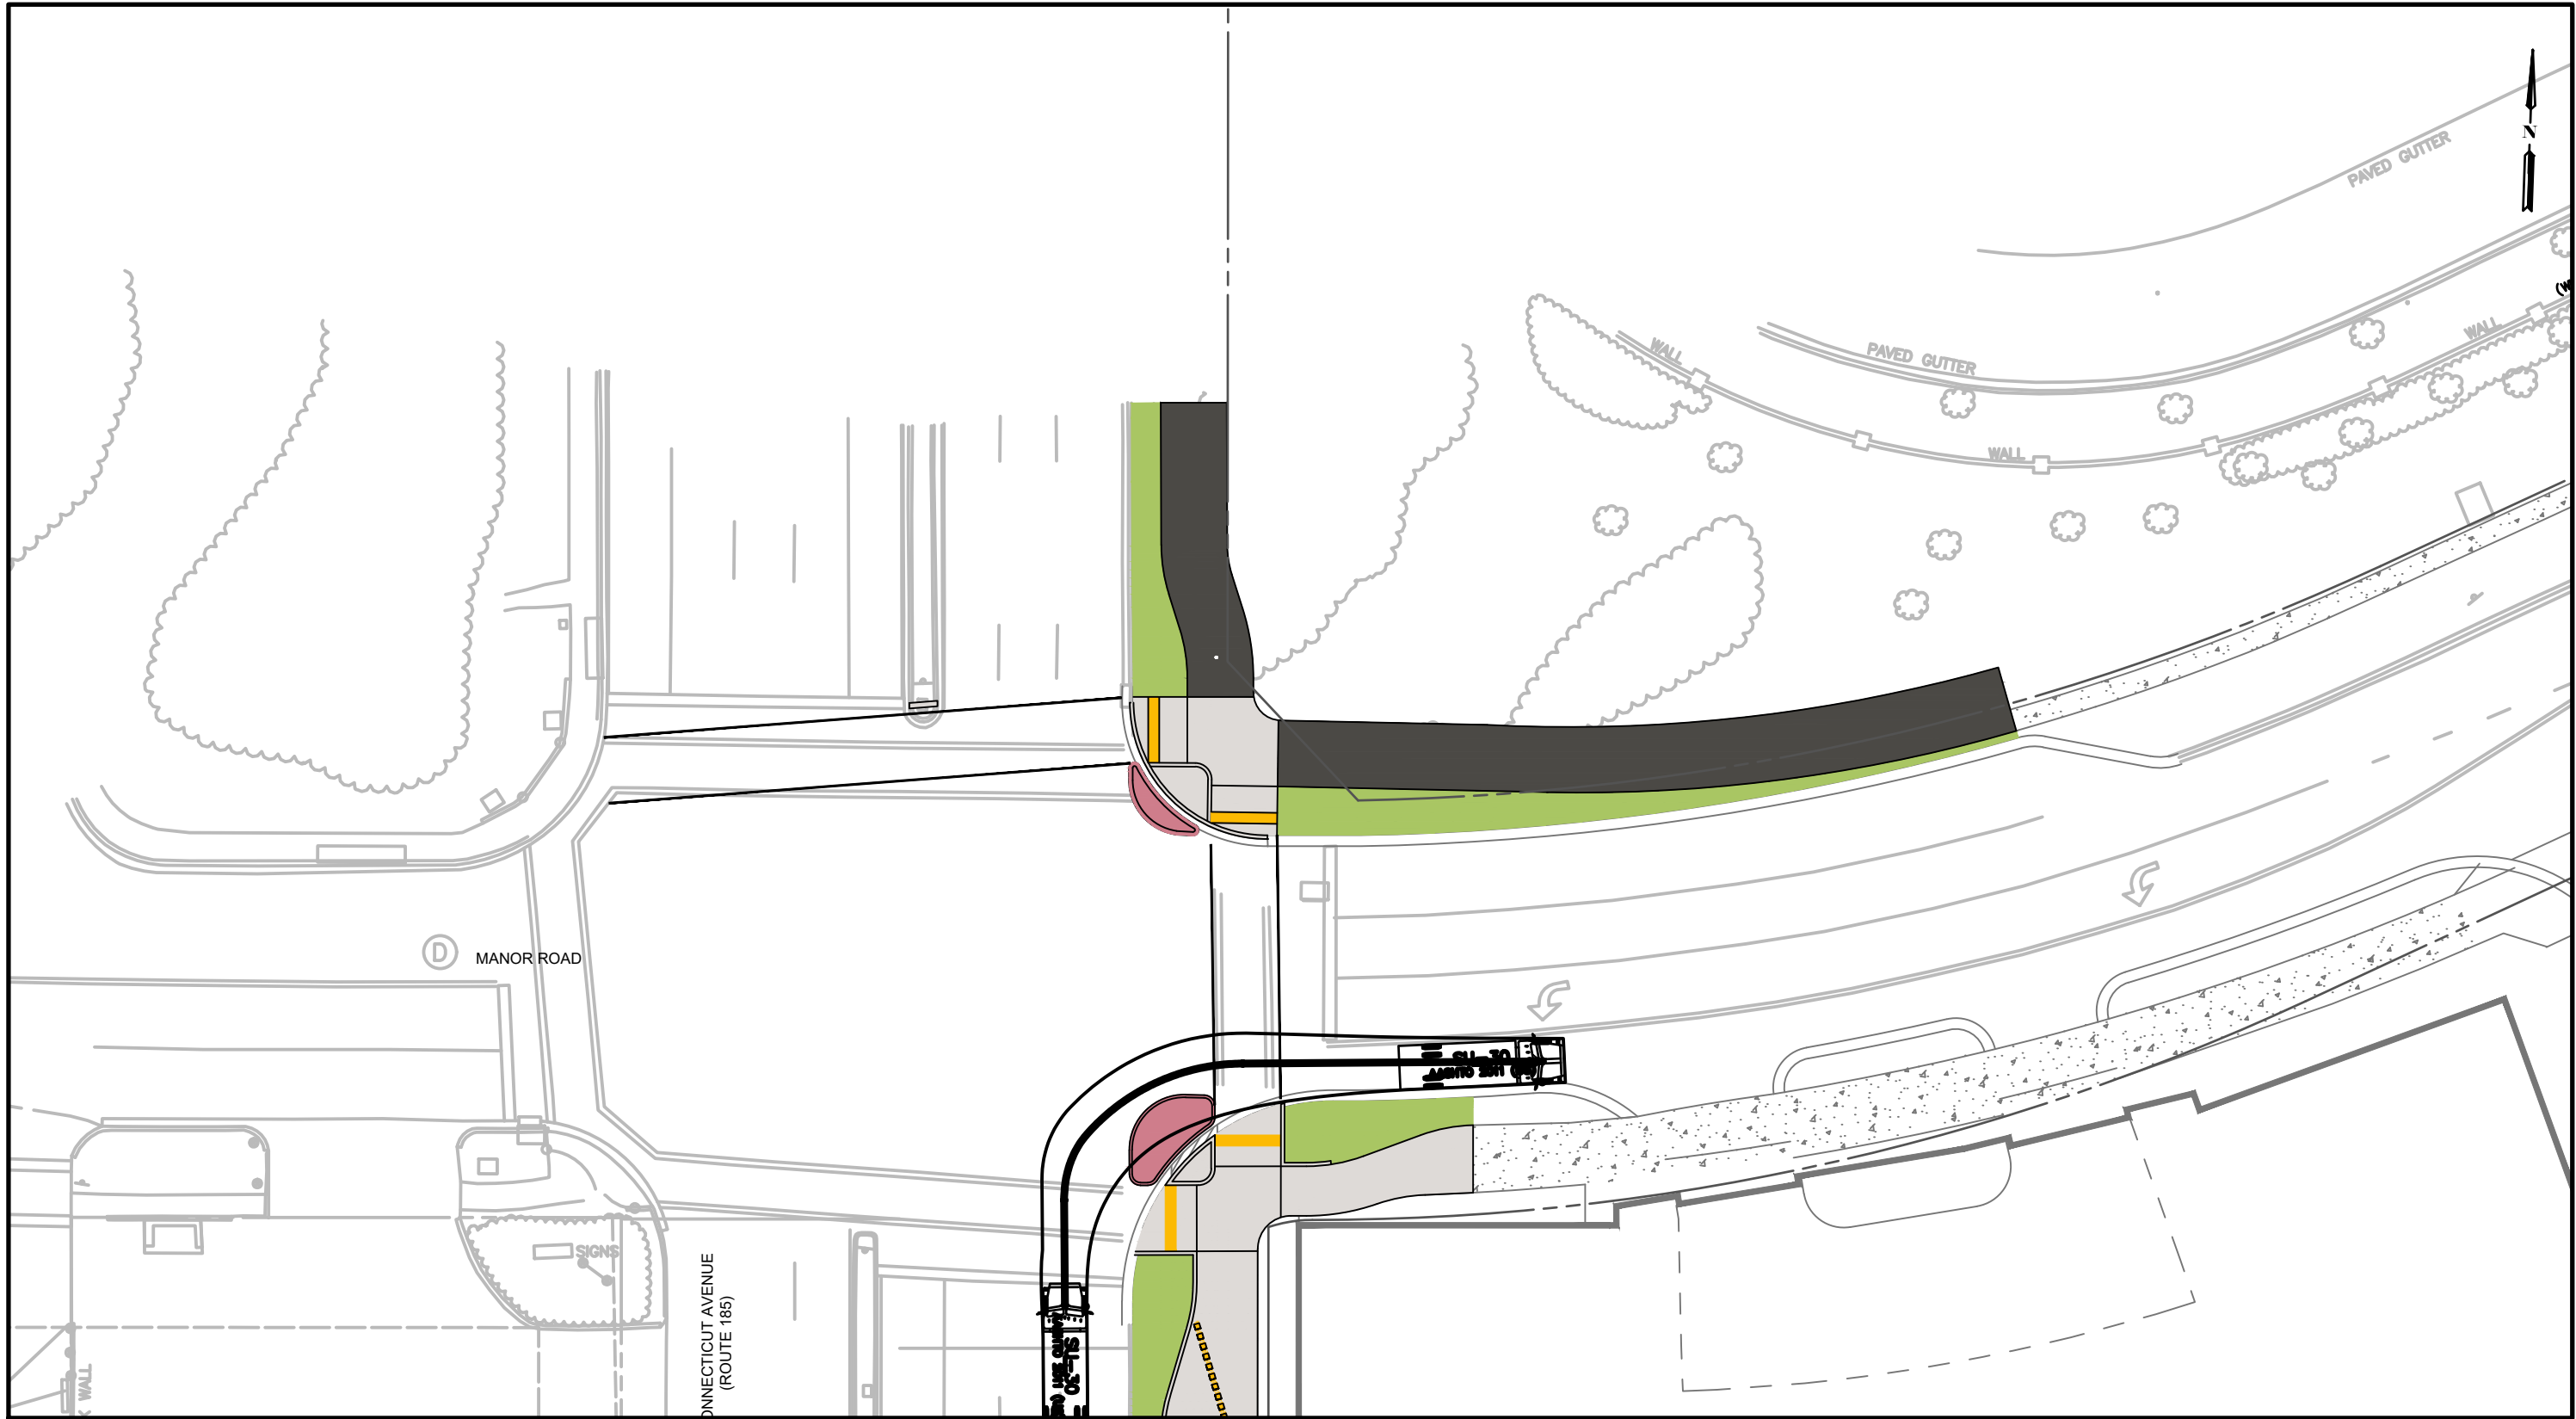 N
PAVED GUTTER
WALL
WALL
PAVED GUTTER
WALL
D
MANOR ROAD
SIGNS
ONNECTICUT AVENUE
(ROUTE 185)
SU-30
WALL